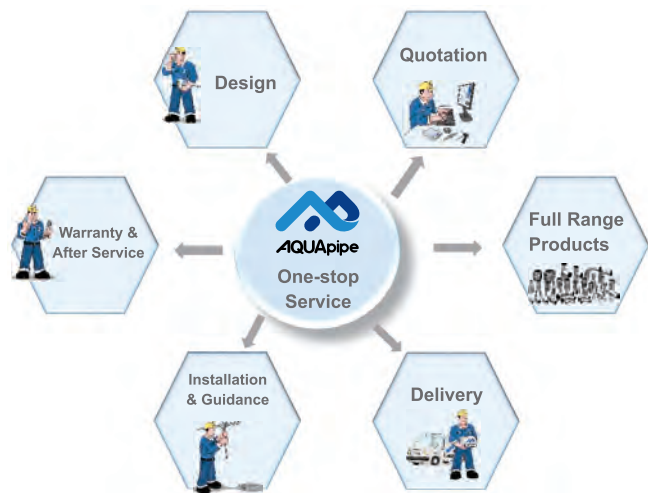 Design
Quotation
Warranty &
After Service
AQUApipe
One-stop
Service
Full Range
Products
Installation
& Guidance
Delivery